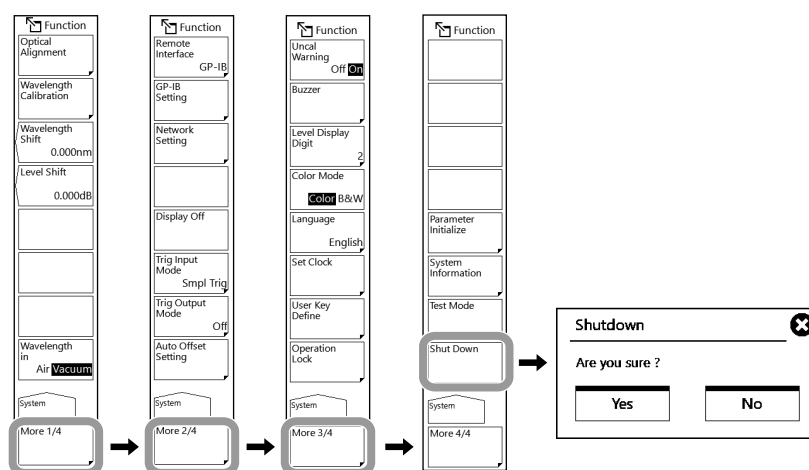 Function
Optical
Alignment
Wavelength
Calibration
Wavelength
Shift
0.000nm
Level Shift
0.000dB
Wavelength
in
Air Vacuum
System
More 1/4
Function
Remote
Interface
GP-IB
GP-IB
Setting
Network
Setting
Display Off
Trig Input
Mode
Smpl Trig
Trig Output
Mode
Off
Auto Offset
Setting
System
More 2/4
Function
Uncal
Warning
Off On
Buzzer
Level Display
Digit
2
Color Mode
Color B&W
Language
English
Set Clock
User Key
Define
Operation
Lock
System
More 3/4
Function
Parameter
Initialize
System
Information
Test Mode
Shut Down
System
More 4/4
Shutdown
Are you sure ?
Yes No